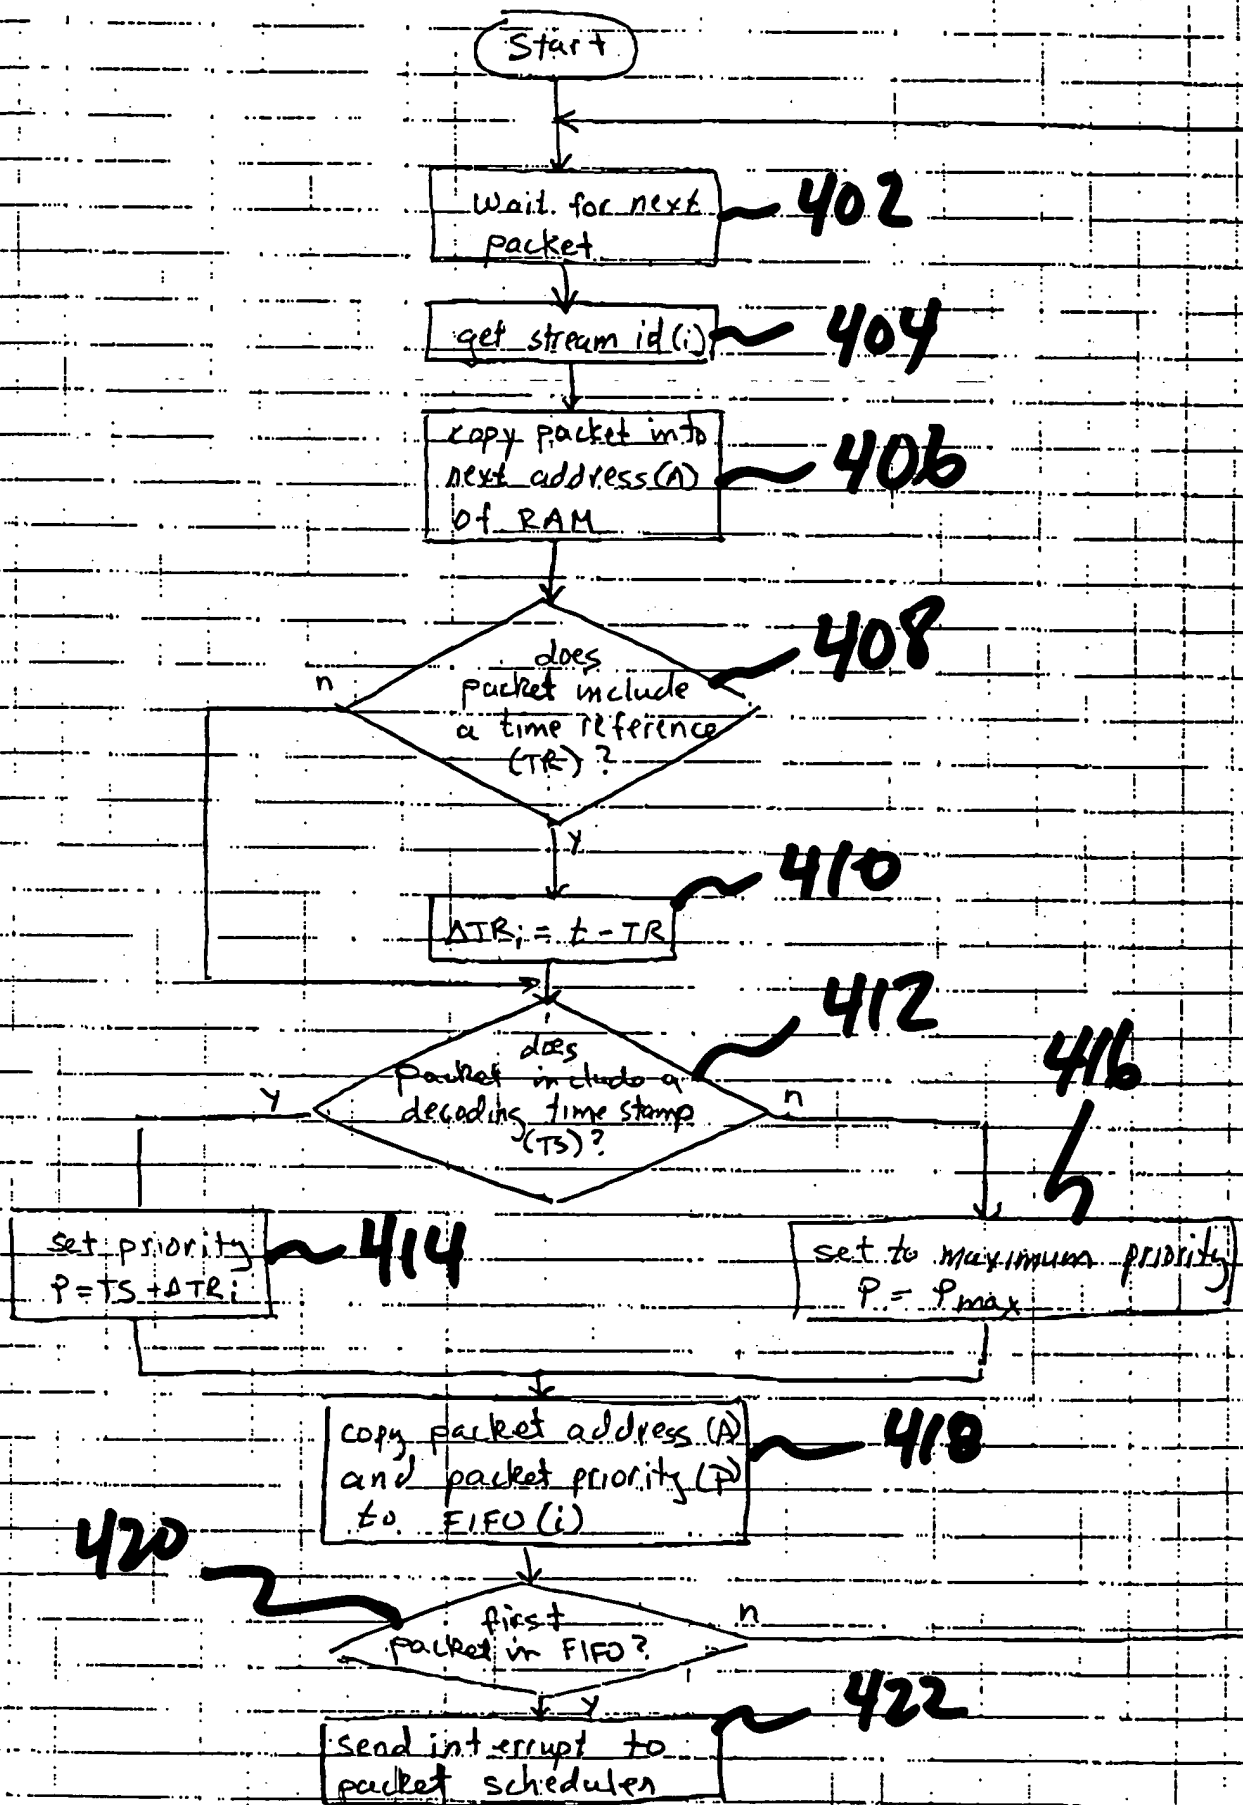 Start
Wait for next
packet
402
get stream id(i)
404
copy packet into
next address(A)
of RAM
406
does
packet include
a time reference
(TR)?
408
n
y
ΔTRi = t - TR
410
does
packet include a
decoding time stamp
(TS)?
412
y
n
416
set priority
P=TS+ΔTRi
414
set to maximum priority
P = Pmax
copy packet address (A)
and packet priority (P)
to FIFO(i)
418
420
first
packet in FIFO?
n
y
422
send interrupt to
packet scheduler